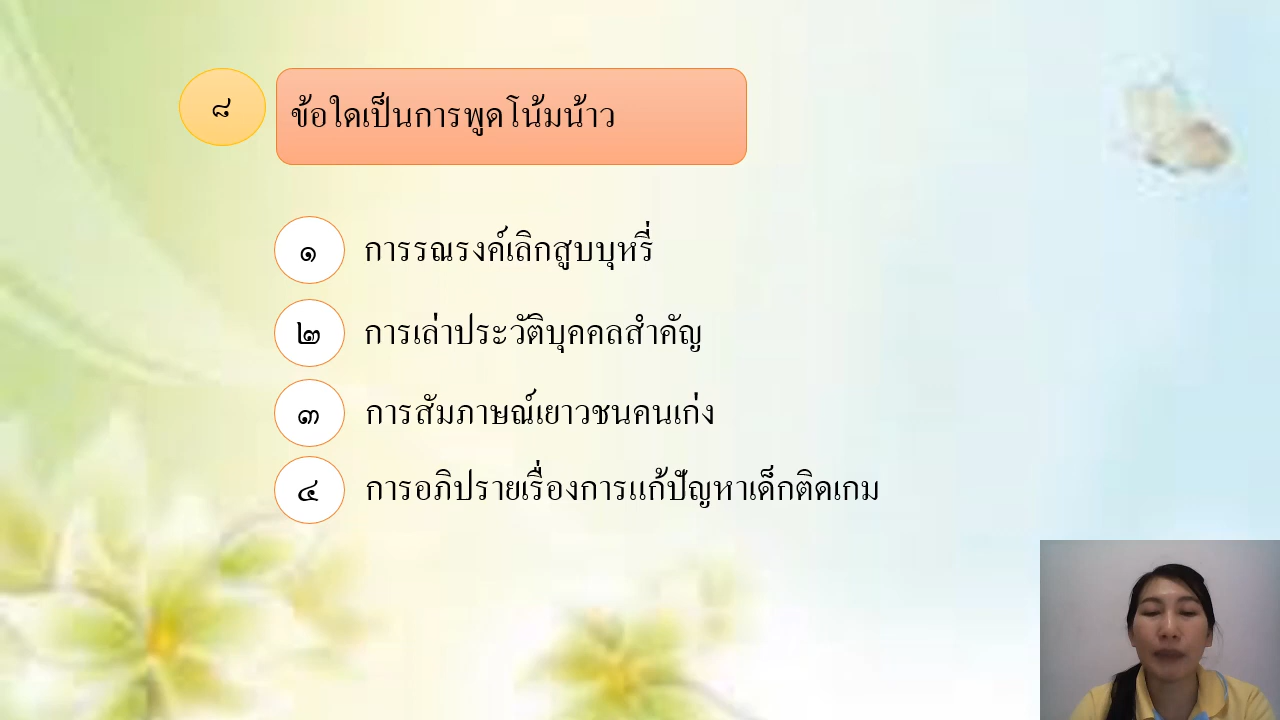 ๘ ข้อใดเป็นการพูดโน้มน้าว
๑ การรณรงค์เลิกสูบบุหรี่
๒ การเล่าประวัติบุคคลสำคัญ
๓ การสัมภาษณ์เยาวชนคนเก่ง
๔ การอภิปรายเรื่องการแก้ปัญหาเด็กติดเกม